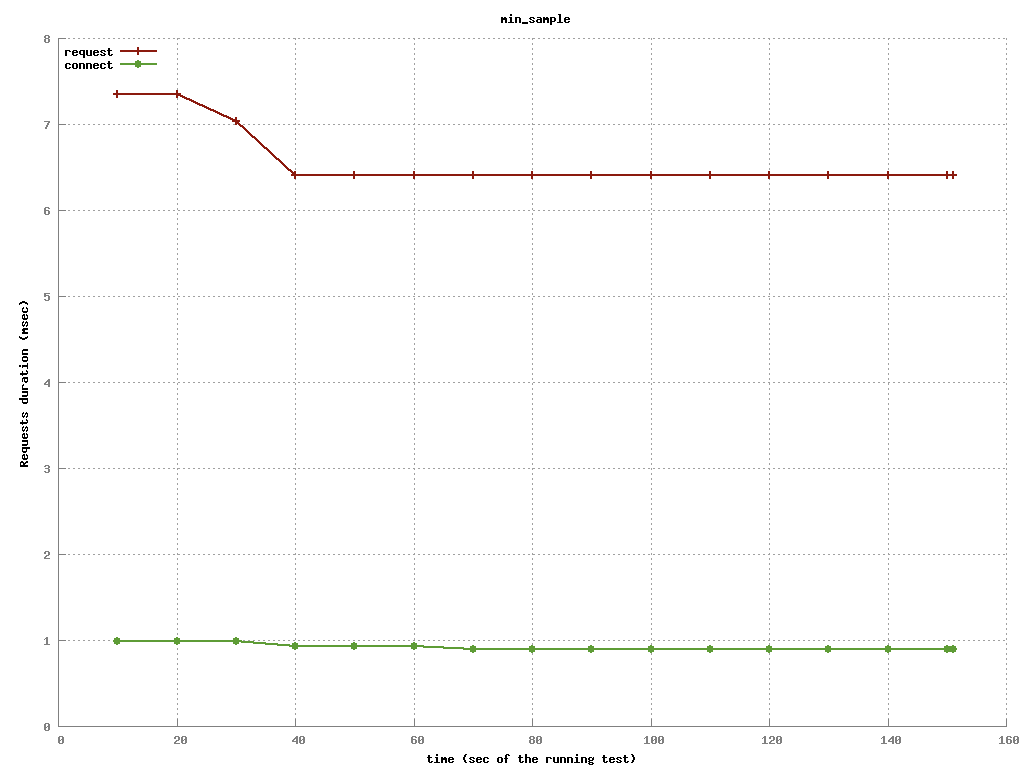 min_sample
8
request
connect
7
6
5
Requests duration (msec)
4
3
2
1
0
0 20 40 60 80 100 120 140 160
time (sec of the running test)